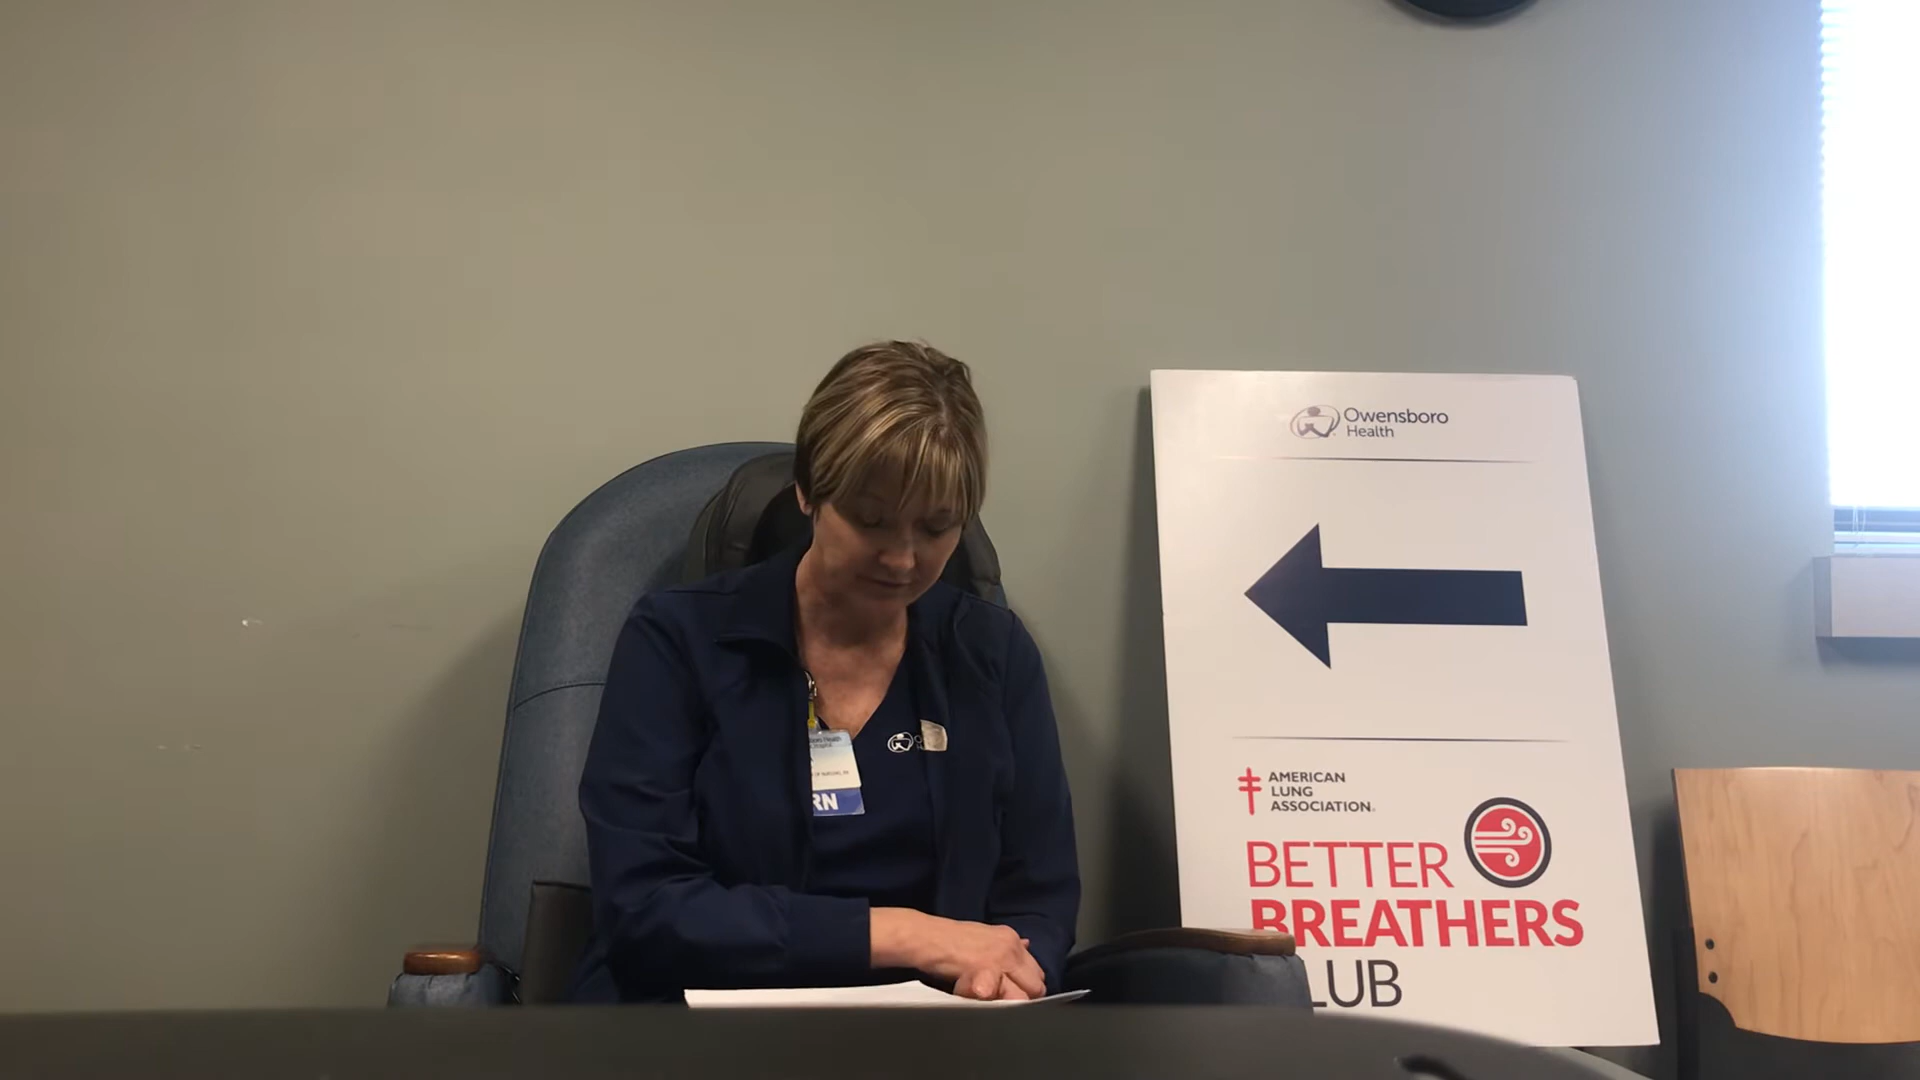 Owensboro
Health
AMERICAN
LUNG
ASSOCIATION
BETTER
BREATHERS
LUB
RN